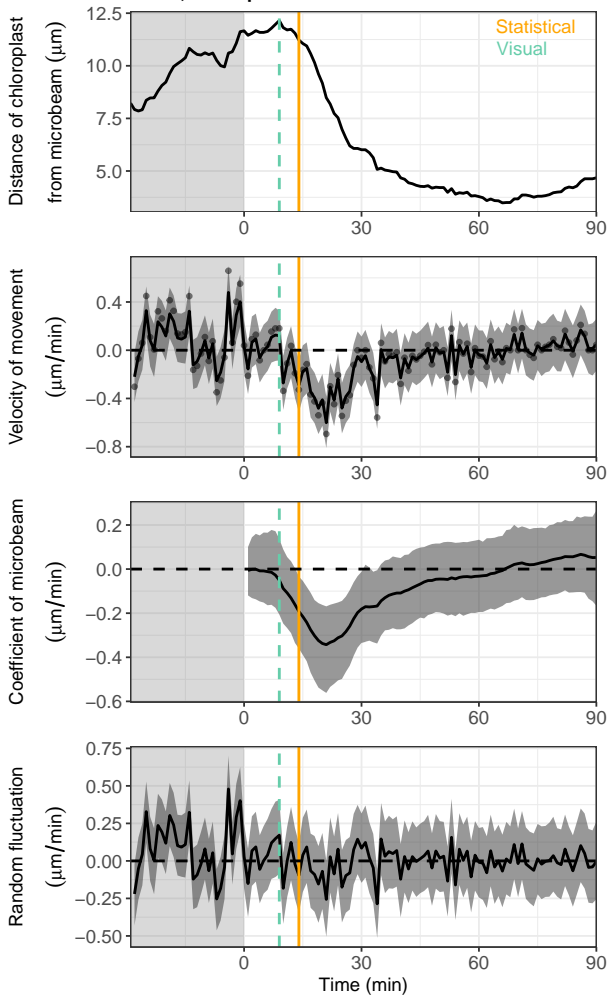 12.5
10.0
7.5
5.0
Distance of chloroplast
from microbeam (μm)
Statistical
Visual
0 30 60 90
0.4
0.0
−0.4
−0.8
Velocity of movement
(μm/min)
0 30 60 90
0.2
0.0
−0.2
−0.4
−0.6
Coefficient of microbeam
(μm/min)
0 30 60 90
0.75
0.50
0.25
0.00
−0.25
−0.50
Random fluctuation
(μm/min)
0 30 60 90
Time (min)